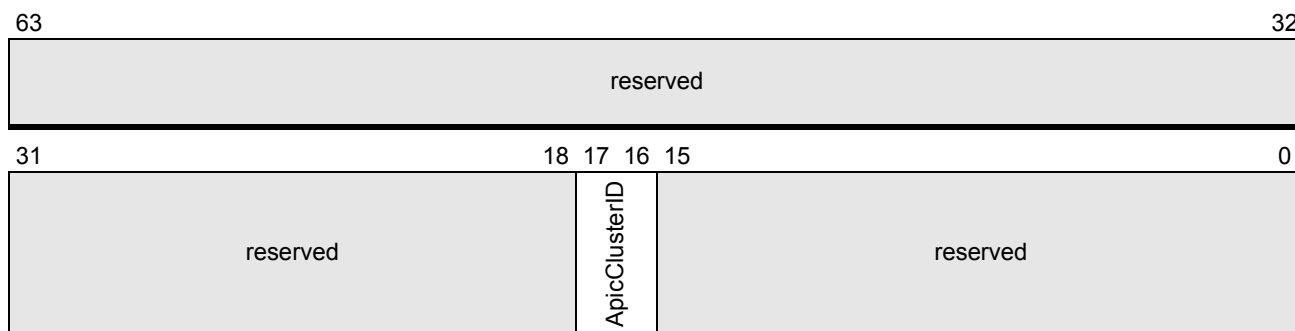 63 32
reserved
31 18 17 16 15 0
reserved ApicClusterID reserved